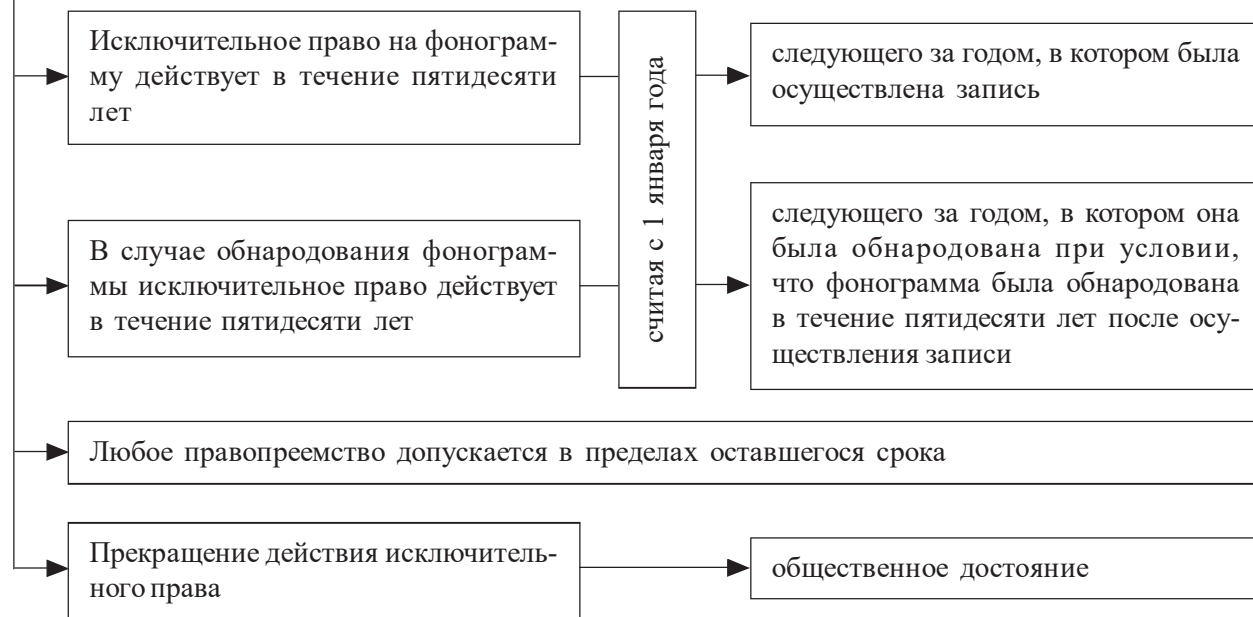 Исключительное право на фонограм-
му действует в течение пятидесяти
лет
считая с 1 января года
следующего за годом, в котором была
осуществлена запись
В случае обнародования фонограм-
мы исключительное право действует
в течение пятидесяти лет
следующего за годом, в котором она
была обнародована при условии,
что фонограмма была обнародована
в течение пятидесяти лет после осу-
ществления записи
Любое правопреемство допускается в пределах оставшегося срока
Прекращение действия исключитель-
ного права
общественное достояние